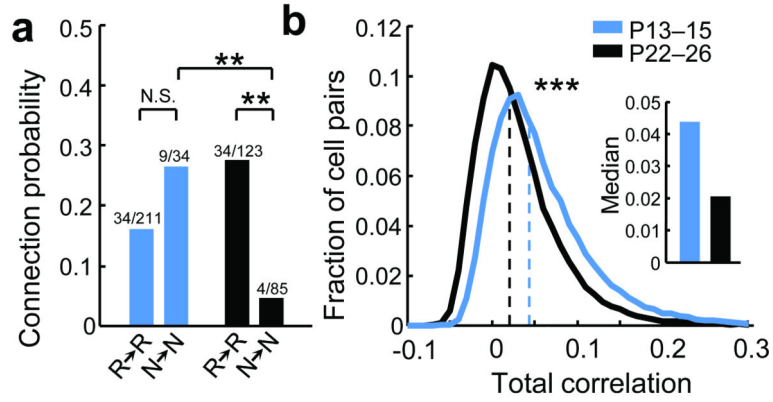 a
Connection probability
0.5
0.4
0.3
0.2
0.1
0
N.S.
**
**
34/211
9/34
34/123
4/85
R→R
N→N
R→R
N→N
b
P13–15
P22–26
Fraction of cell pairs
0.12
0.1
0.08
0.06
0.04
0.02
0
***
-0.1
0
0.1
0.2
0.3
Total correlation
Median
0.05
0.04
0.03
0.02
0.01
0